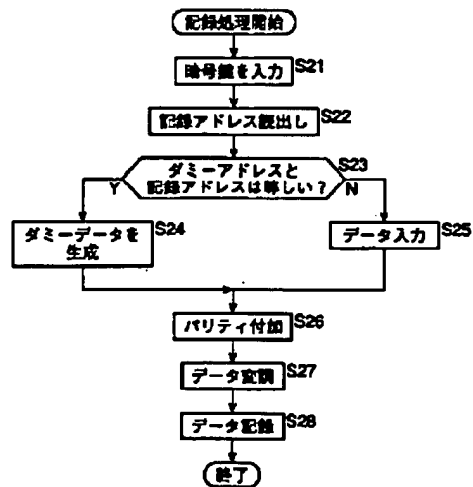 記録処理開始
暗号鍵を入力 S21
記録アドレス読出し S22
ダミーアドレスと S23
記録アドレスは等しい?
Y N
ダミーデータを S24
生成
データ入力 S25
パリティ付加 S26
データ変調 S27
データ記録 S28
終了